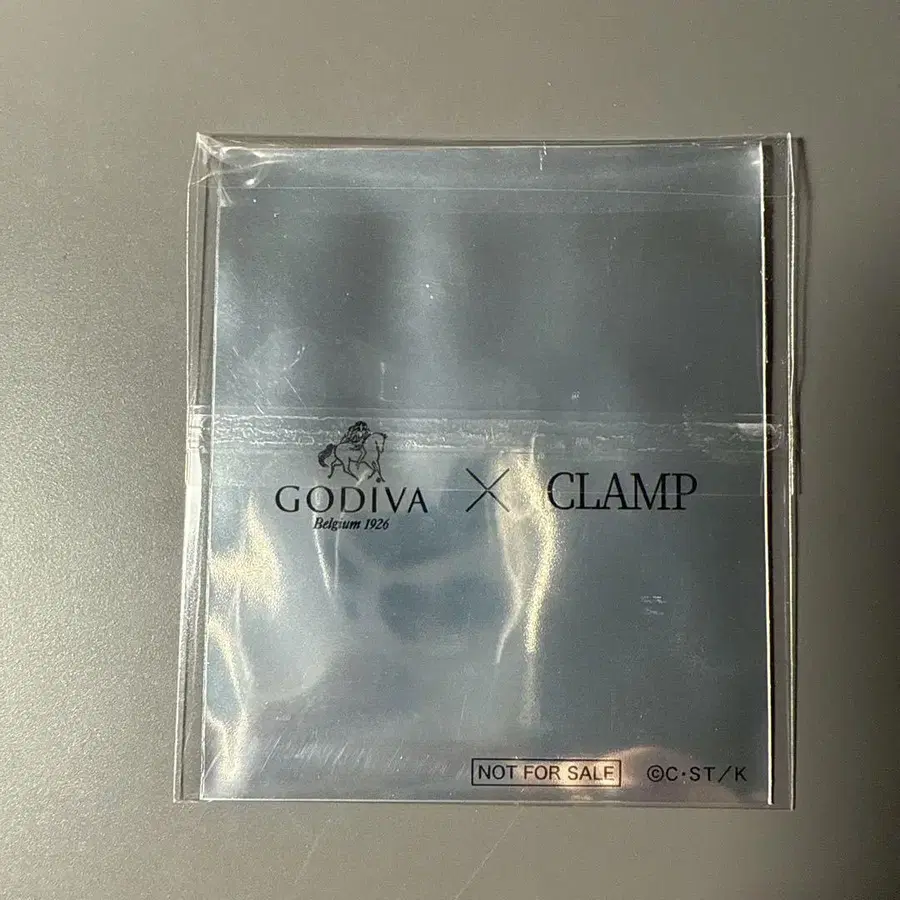 GODIVA × CLAMP
Belgium 1926
NOT FOR SALE ©C・ST/K